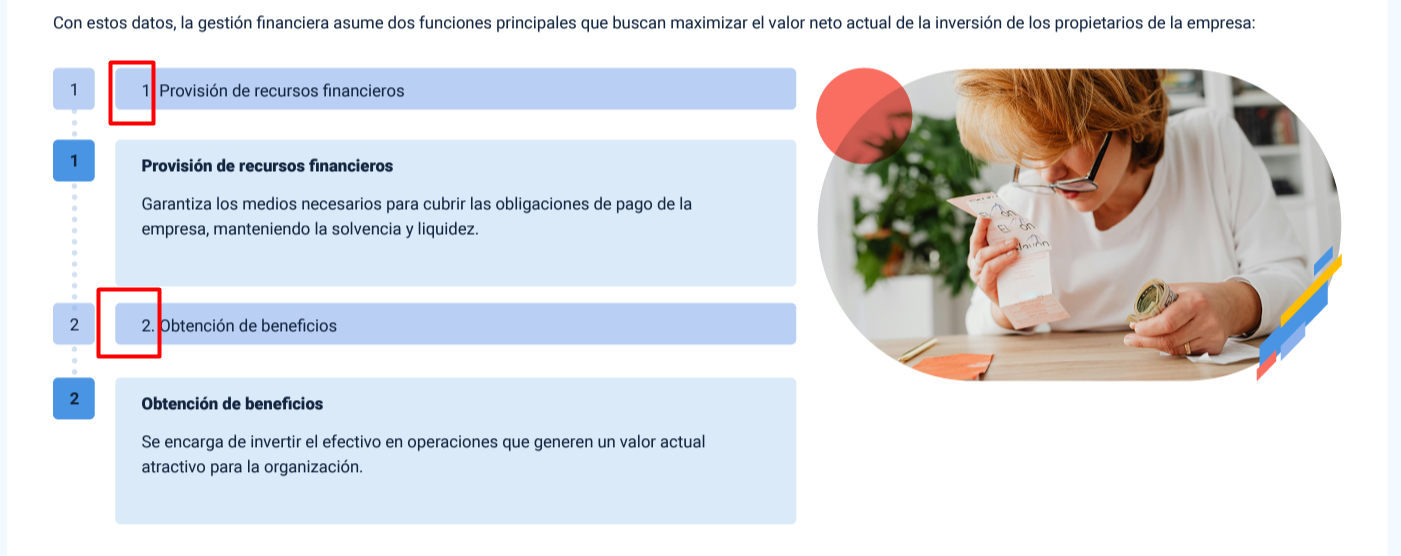 Con estos datos, la gestión financiera asume dos funciones principales que buscan maximizar el valor neto actual de la inversión de los propietarios de la empresa:
1
1. Provisión de recursos financieros
1
Provisión de recursos financieros
Garantiza los medios necesarios para cubrir las obligaciones de pago de la
empresa, manteniendo la solvencia y liquidez.
2
2. Obtención de beneficios
2
Obtención de beneficios
Se encarga de invertir el efectivo en operaciones que generen un valor actual
atractivo para la organización.